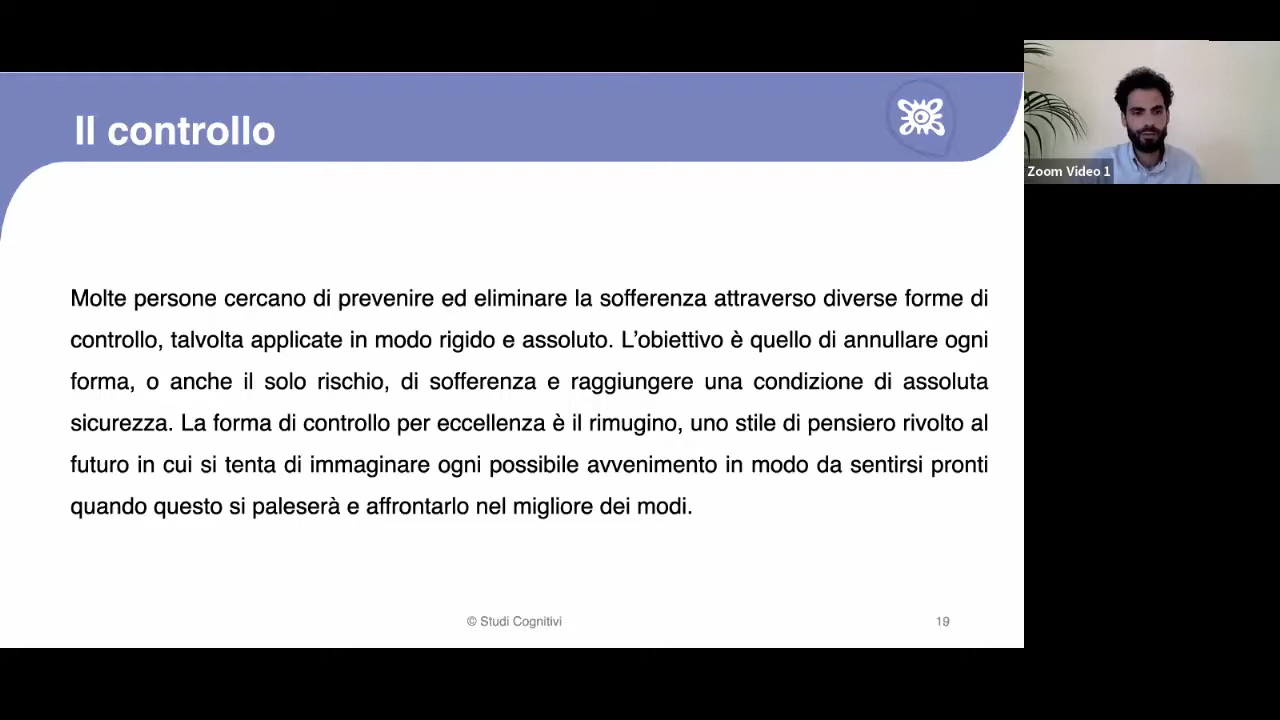 Il controllo
Zoom Video 1
Molte persone cercano di prevenire ed eliminare la sofferenza attraverso diverse forme di
controllo, talvolta applicate in modo rigido e assoluto. L’obiettivo è quello di annullare ogni
forma, o anche il solo rischio, di sofferenza e raggiungere una condizione di assoluta
sicurezza. La forma di controllo per eccellenza è il rimugino, uno stile di pensiero rivolto al
futuro in cui si tenta di immaginare ogni possibile avvenimento in modo da sentirsi pronti
quando questo si paleserà e affrontarlo nel migliore dei modi.
© Studi Cognitivi
19